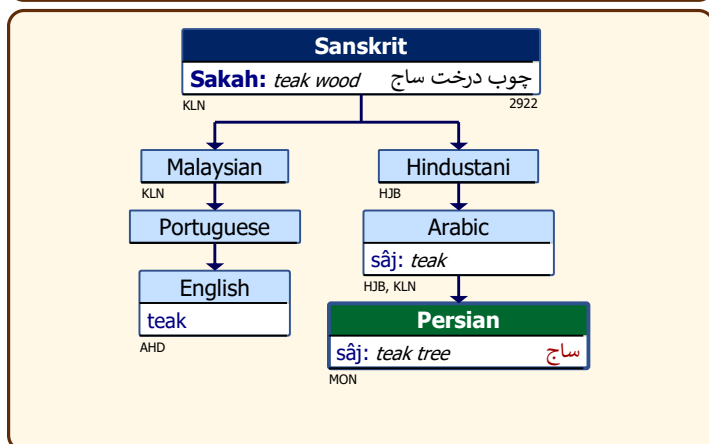 Sanskrit
Sakah: teak wood چوب درخت ساج
KLN 2922
Malaysian Hindustani
KLN HJB
Portuguese Arabic
sâj: teak
English
HJB, KLN
teak Persian
AHD
sâj: teak tree ساج
MON